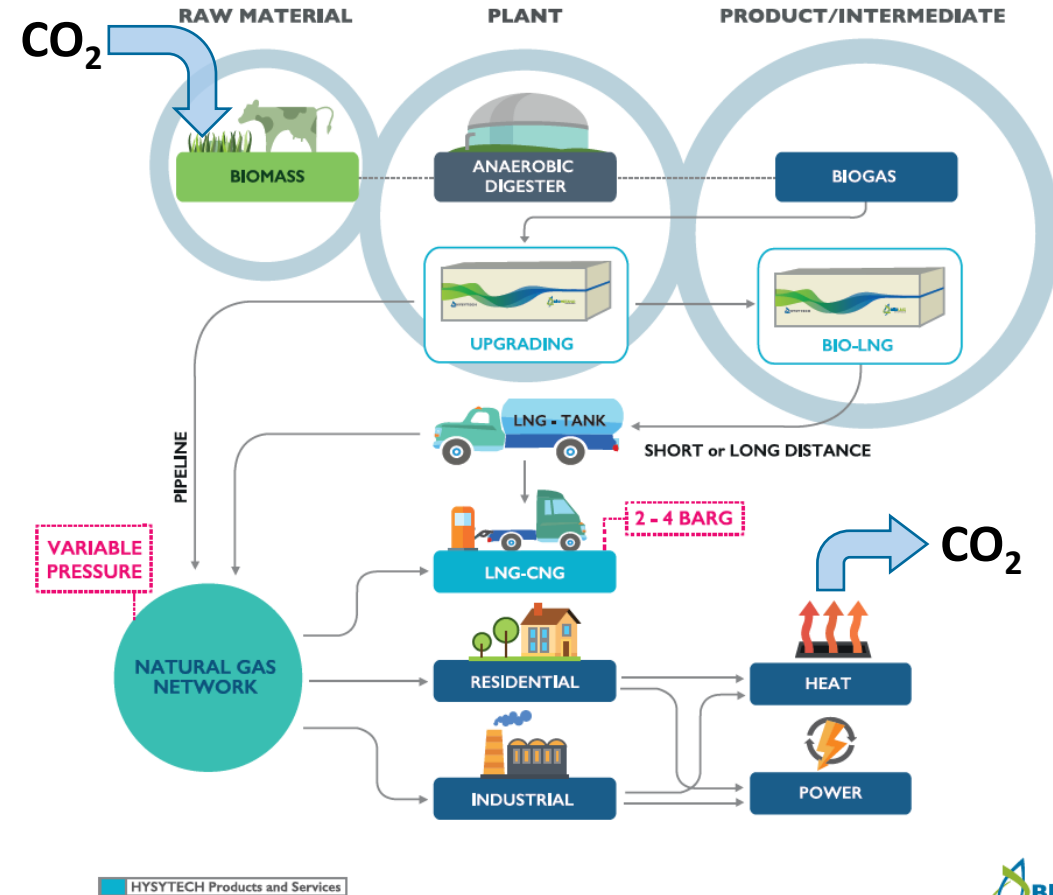 RAW MATERIAL
PLANT
PRODUCT/INTERMEDIATE
CO₂
BIOMASS
ANAEROBIC
DIGESTER
BIOGAS
UPGRADING
BIO-LNG
LNG - TANK
SHORT or LONG DISTANCE
PIPELINE
2 - 4 BARG
VARIABLE
PRESSURE
LNG-CNG
CO₂
NATURAL GAS
NETWORK
RESIDENTIAL
HEAT
INDUSTRIAL
POWER
HYSYTECH Products and Services